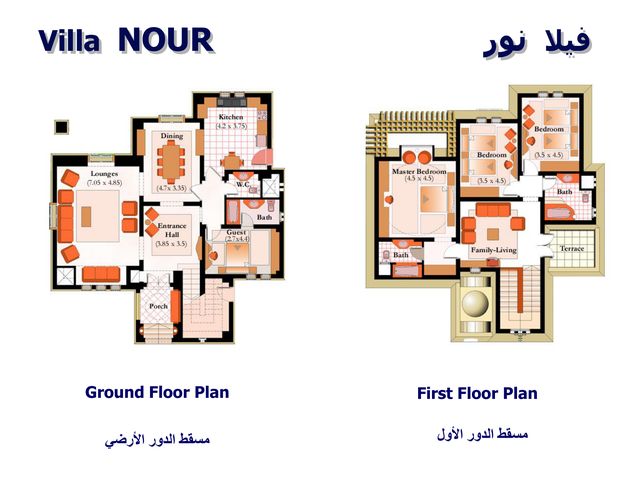 Villa NOUR
فيلا نور
Kitchen
(4.2 x 3.75)
Dining
(4.7x 3.35)
Lounges
(7.05 x 4.85)
W.C.
Bath
Entrance
Hall
(3.85 x 3.5)
Guest
(2.7x4.4)
Porch
Bedroom
(3.5 x 4.5)
Bedroom
(3.5 x 4.5)
Master Bedroom
(4.5 x 4.5)
Bath
Family-Living
Terrace
Bath
Ground Floor Plan
مسقط الدور الأرضي
First Floor Plan
مسقط الدور الأول